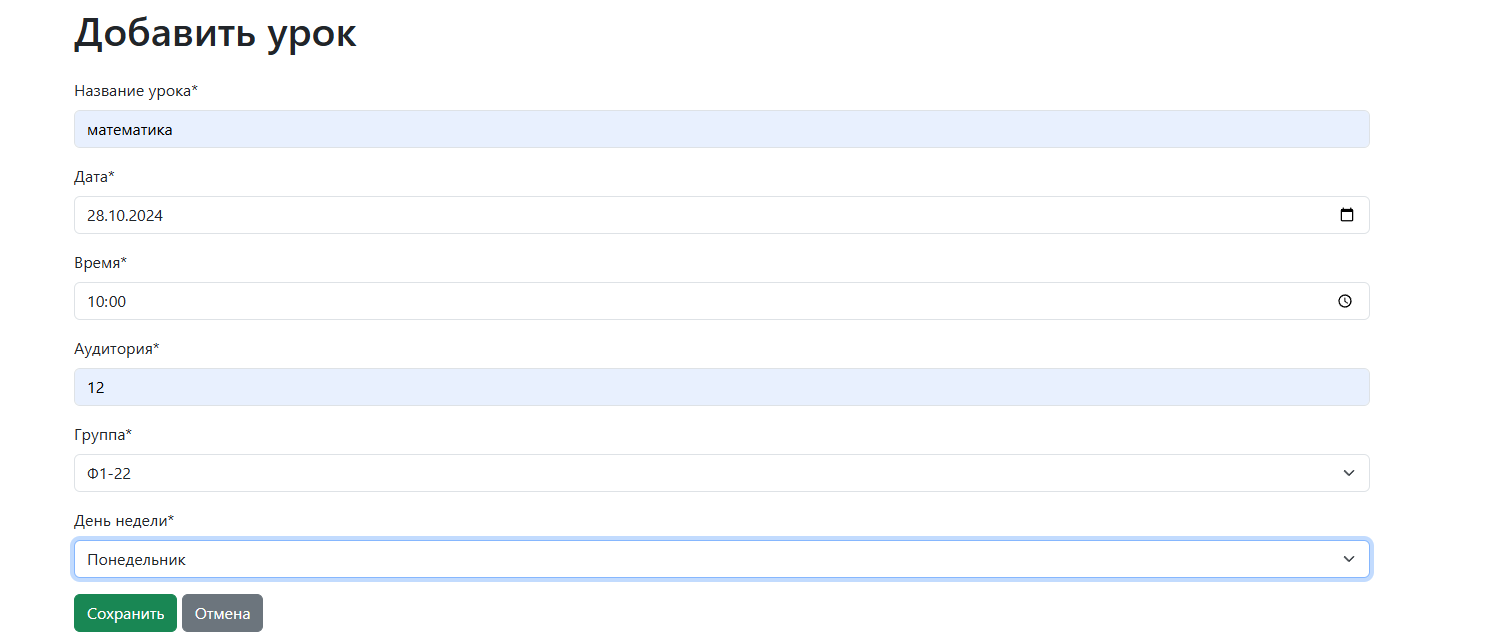 Добавить урок
Название урока*
математика
Дата*
28.10.2024
Время*
10:00
Аудитория*
12
Группа*
Ф1-22
День недели*
Понедельник
Сохранить Отмена